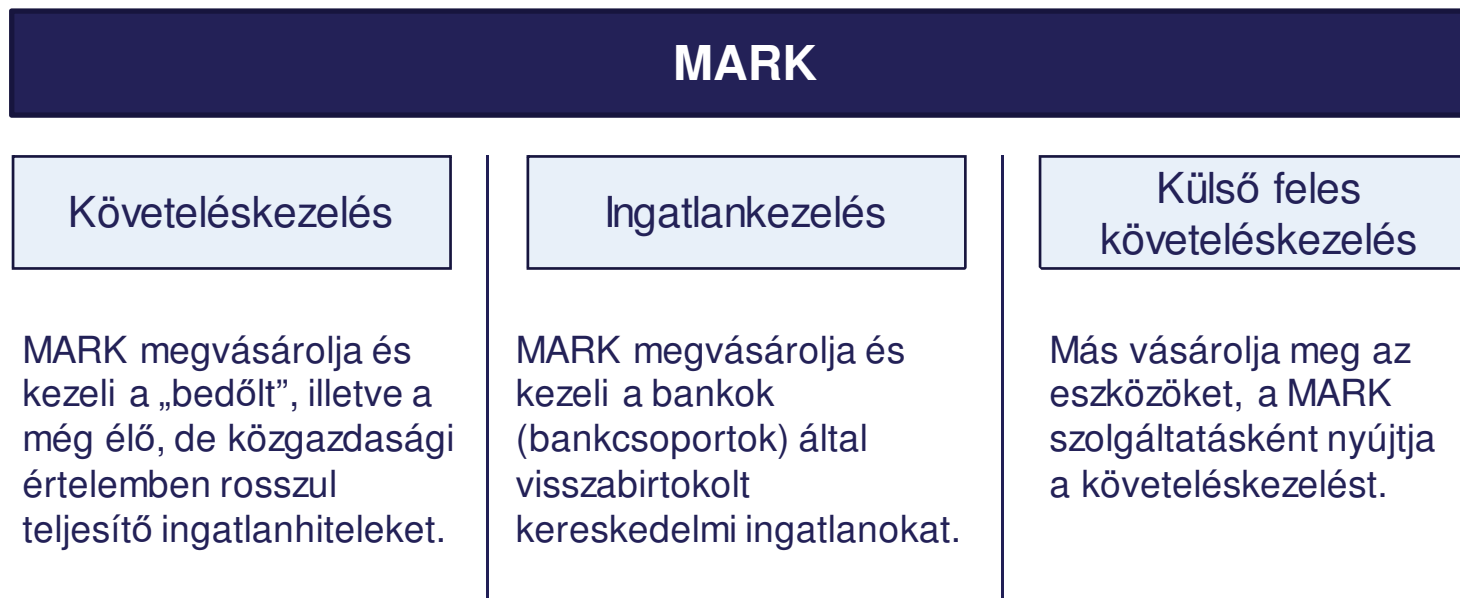 MARK
Követeléskezelés
MARK megvásárolja és
kezeli a „bedőlt”, illetve a
még élő, de közgazdasági
értelemben rosszul
teljesítő ingatlanhiteleket.
Ingatlankezelés
MARK megvásárolja és
kezeli a bankok
(bankcsoportok) által
visszabirtokolt
kereskedelmi ingatlanokat.
Külső feles
követeléskezelés
Más vásárolja meg az
eszközöket, a MARK
szolgáltatásként nyújtja
a követeléskezelést.